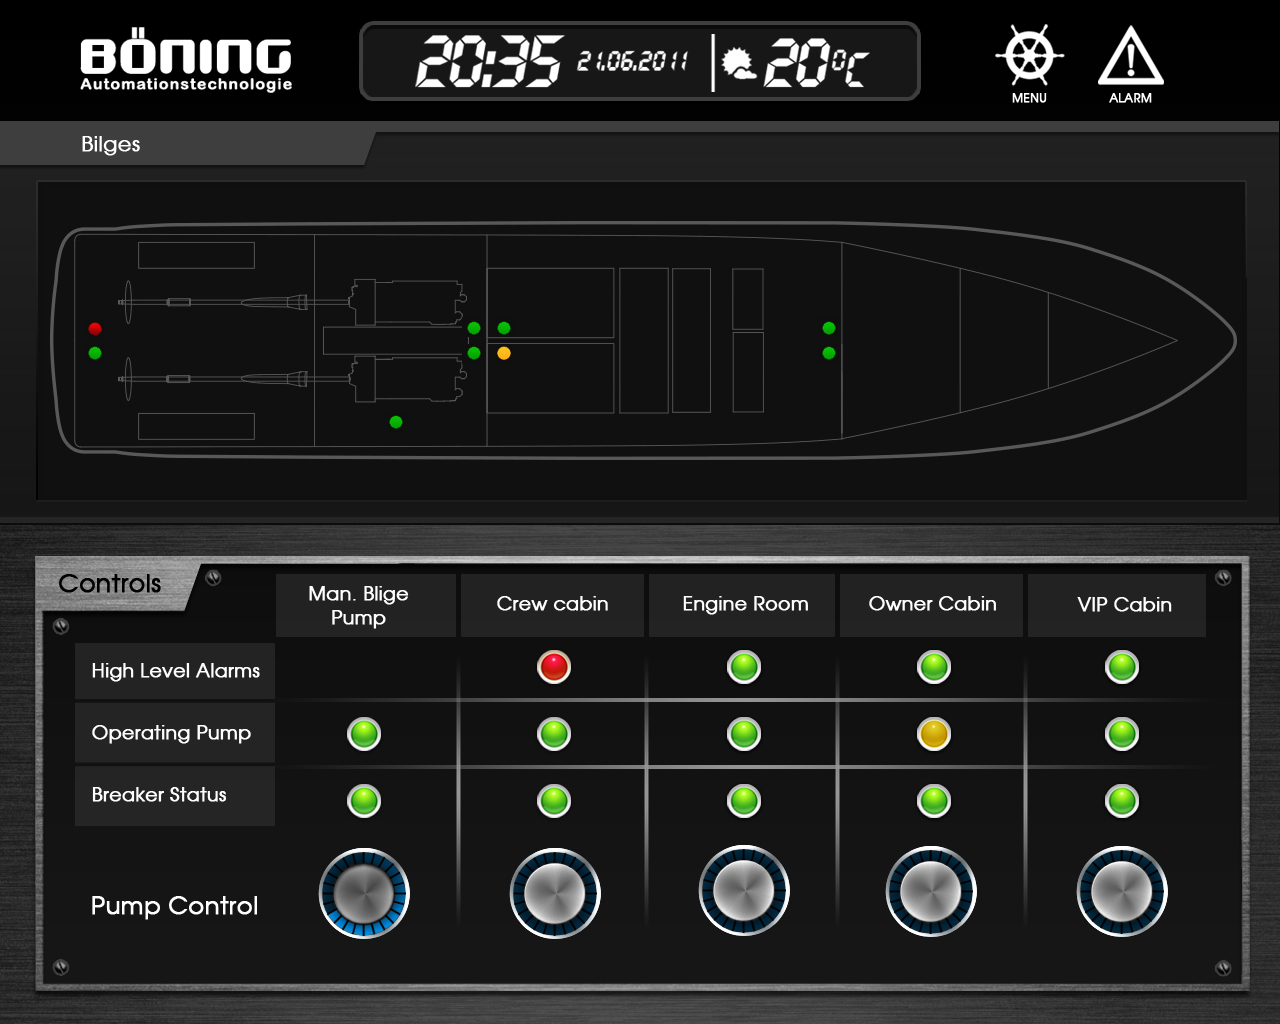 BÖNING
Automationstechnologie
20:35 21.06.2011 20°C
MENU
ALARM
Bilges
Controls
Man. Blige
Pump
Crew cabin
Engine Room
Owner Cabin
VIP Cabin
High Level Alarms
Operating Pump
Breaker Status
Pump Control